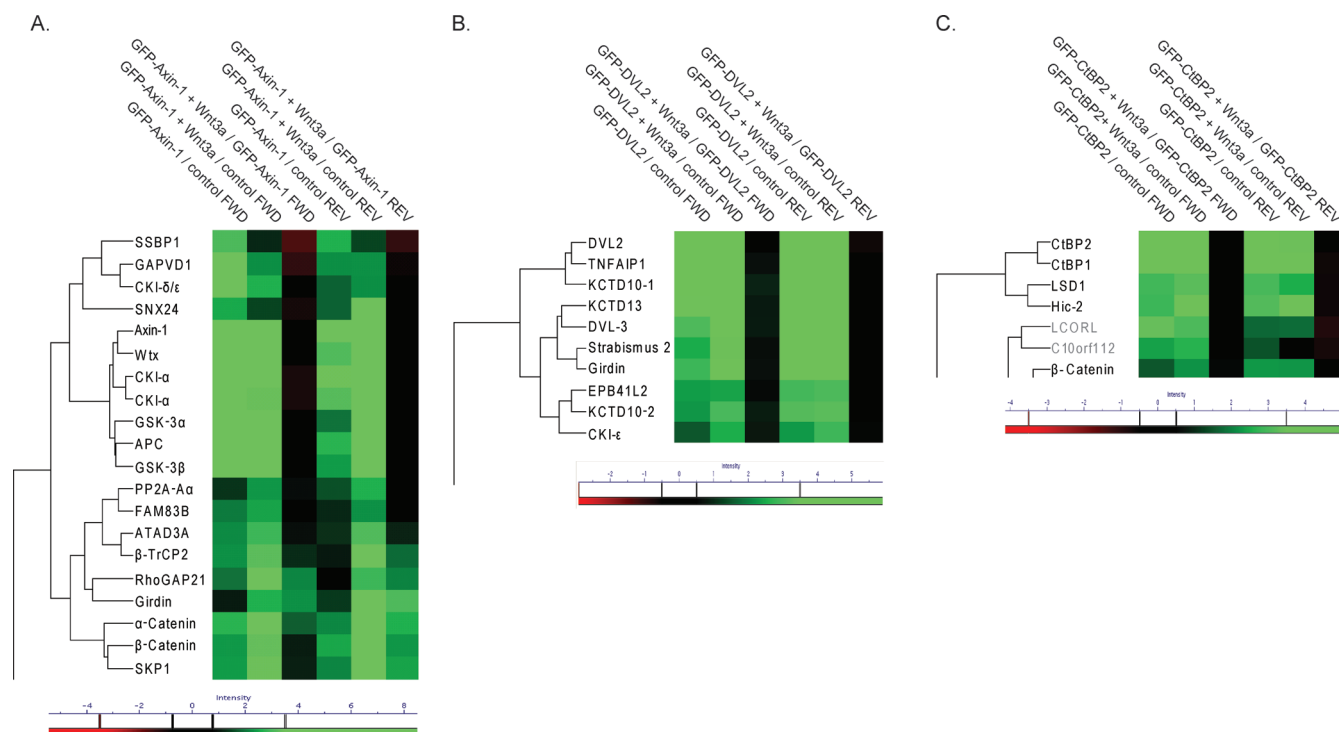 A.
GFP-Axin-1 / control FWD
GFP-Axin-1 + Wnt3a / control FWD
GFP-Axin-1 + Wnt3a / GFP-Axin-1 FWD
GFP-Axin-1 / control REV
GFP-Axin-1 + Wnt3a / control REV
GFP-Axin-1 + Wnt3a / GFP-Axin-1 REV
SSBP1
GAPVD1
CKI-δ/ε
SNX24
Axin-1
Wtx
CKI-α
CKI-α
GSK-3α
APC
GSK-3β
PP2A-Aα
FAM83B
ATAD3A
β-TrCP2
RhoGAP21
Girdin
α-Catenin
β-Catenin
SKP1
Intensity
-4 -2 0 2 4 6 8
B.
GFP-DVL2 / control FWD
GFP-DVL2 + Wnt3a / control FWD
GFP-DVL2 + Wnt3a / GFP-DVL2 FWD
GFP-DVL2 / control REV
GFP-DVL2 + Wnt3a / control REV
GFP-DVL2 + Wnt3a / GFP-DVL2 REV
DVL2
TNFAIP1
KCTD10-1
KCTD13
DVL-3
Strabismus 2
Girdin
EPB41L2
KCTD10-2
CKI-ε
Intensity
-2 -1 0 1 2 3 4 5
C.
GFP-CtBP2 / control FWD
GFP-CtBP2+ Wnt3a / control FWD
GFP-CtBP2 + Wnt3a / GFP-CtBP2 FWD
GFP-CtBP2 / control REV
GFP-CtBP2 + Wnt3a / control REV
GFP-CtBP2 + Wnt3a / GFP-CtBP2 REV
CtBP2
CtBP1
LSD1
Hic-2
LCORL
C10orf112
β-Catenin
Intensity
-4 -3 -2 -1 0 1 2 3 4